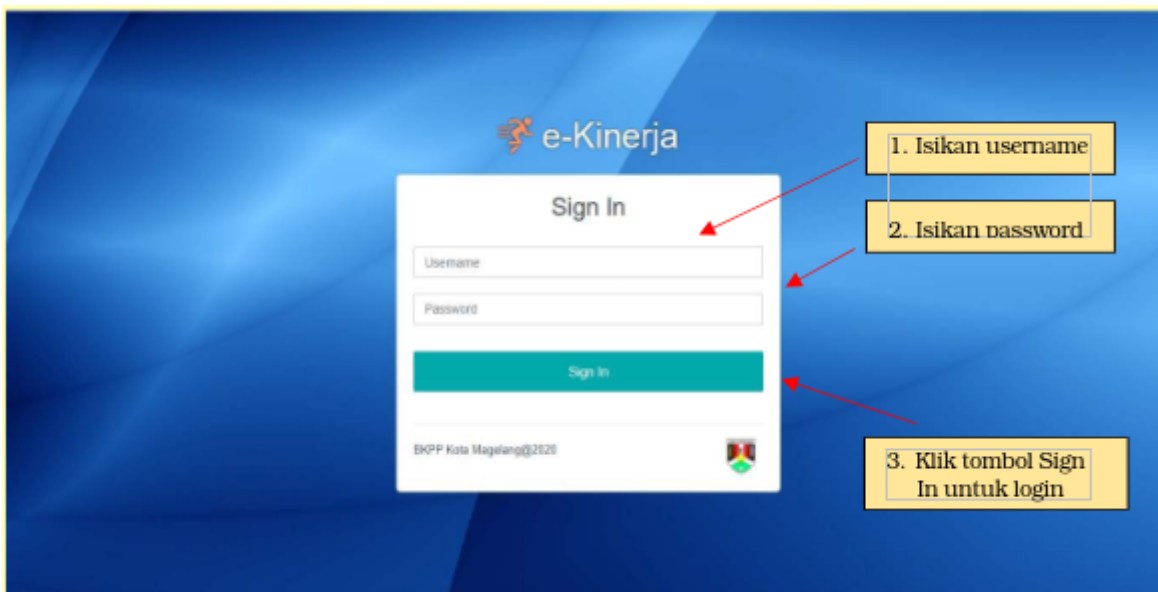 e-Kinerja
Sign In
Username
Password
Sign In
BKPP Kota Magelang@2020
1. Isikan username
2. Isikan password
3. Klik tombol Sign
In untuk login